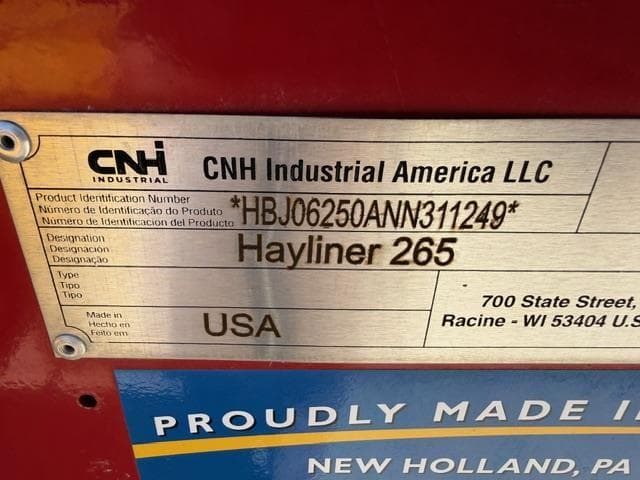 CNH
INDUSTRIAL
CNH Industrial America LLC
Product Identification Number
Número de Identificação do Produto
Número de Identificacion del Producto
*HBJ06250ANN311249*
Designation
Designación
Designação
Hayliner 265
Type
Tipo
Tipo
Made in
Hecho en
Feito em
USA
700 State Street,
Racine - WI 53404 U.S
PROUDLY MADE I
NEW HOLLAND, PA